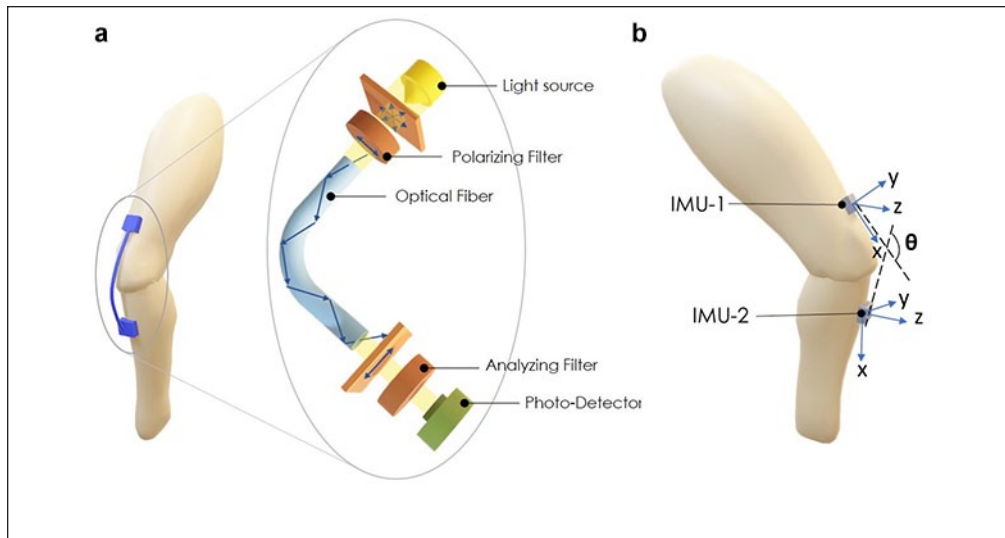 a
Light source
Polarizing Filter
Optical Fiber
Analyzing Filter
Photo-Detector
b
IMU-1
y
z
x
θ
IMU-2
y
z
x